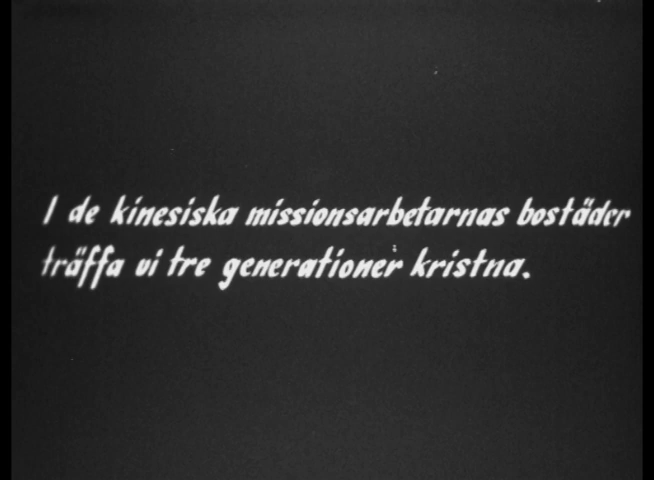 I de kinesiska missionsarbetarnas bostäder
träffa vi tre generationer kristna.